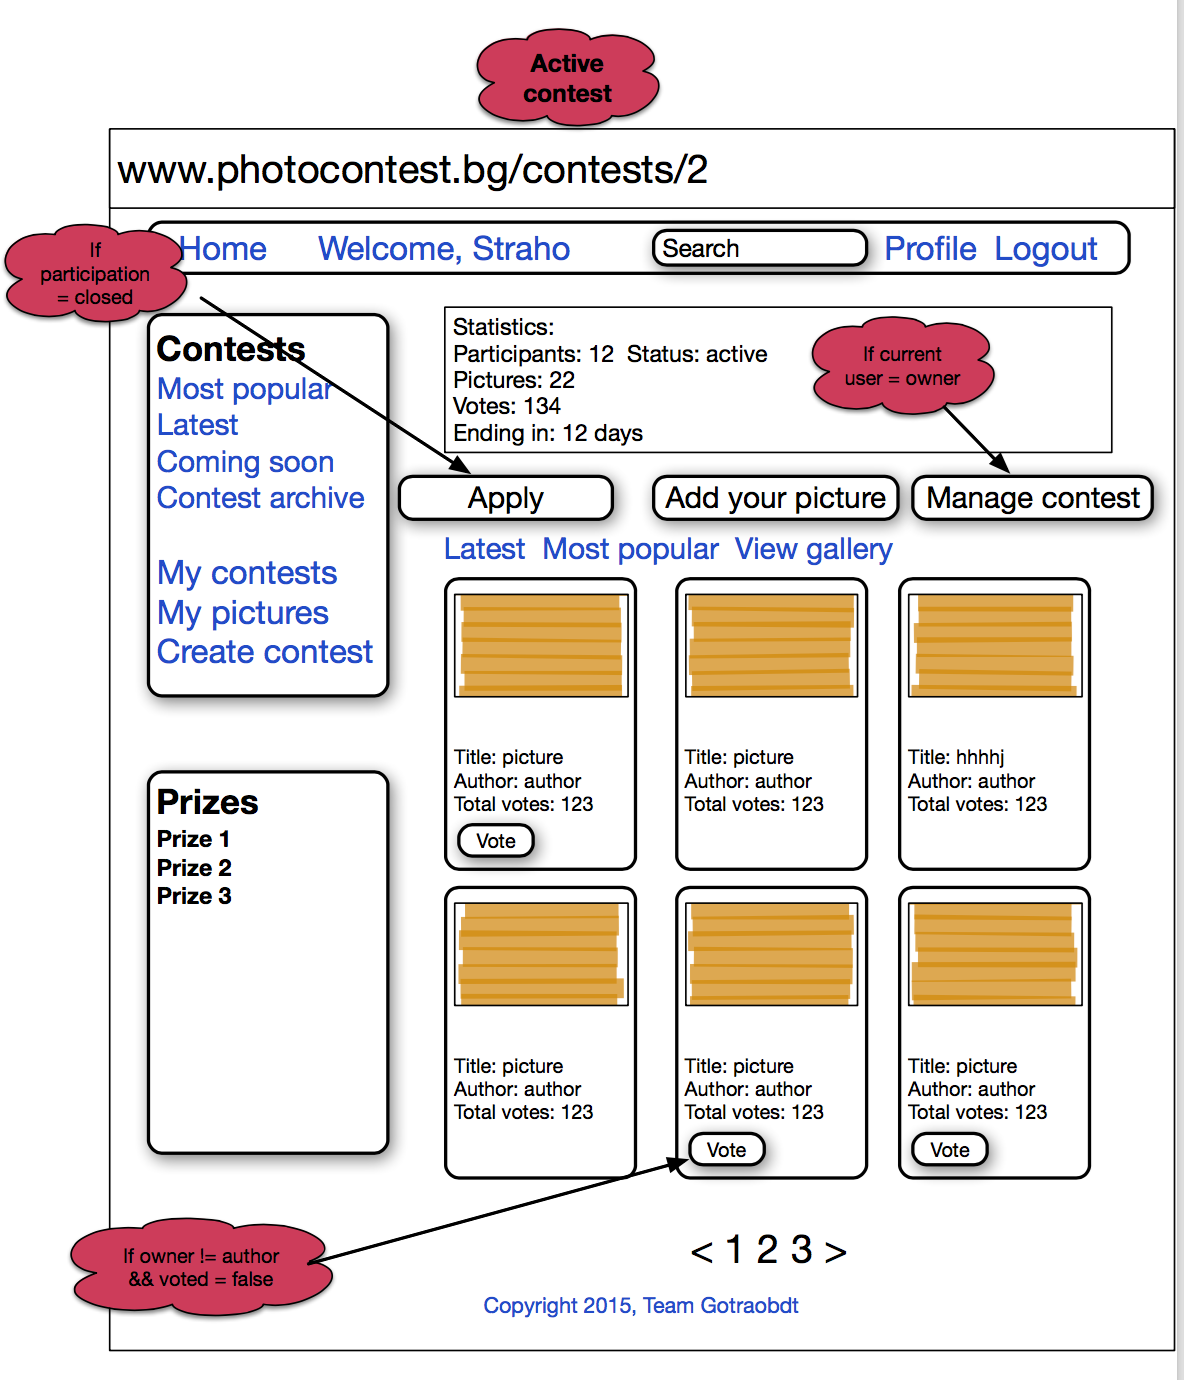 Active
contest
www.photocontest.bg/contests/2
If
participation
= closed
Home Welcome, Straho Search Profile Logout
Contests
Most popular
Latest
Coming soon
Contest archive
My contests
My pictures
Create contest
Statistics:
Participants: 12 Status: active
Pictures: 22
Votes: 134
Ending in: 12 days
If current
user = owner
Apply Add your picture Manage contest
Latest Most popular View gallery
Title: picture
Author: author
Total votes: 123
Vote
Title: picture
Author: author
Total votes: 123
Title: hhhhj
Author: author
Total votes: 123
Prizes
Prize 1
Prize 2
Prize 3
Title: picture
Author: author
Total votes: 123
Title: picture
Author: author
Total votes: 123
Vote
Title: picture
Author: author
Total votes: 123
Vote
If owner != author
&& voted = false
< 1 2 3 >
Copyright 2015, Team Gotraobdt